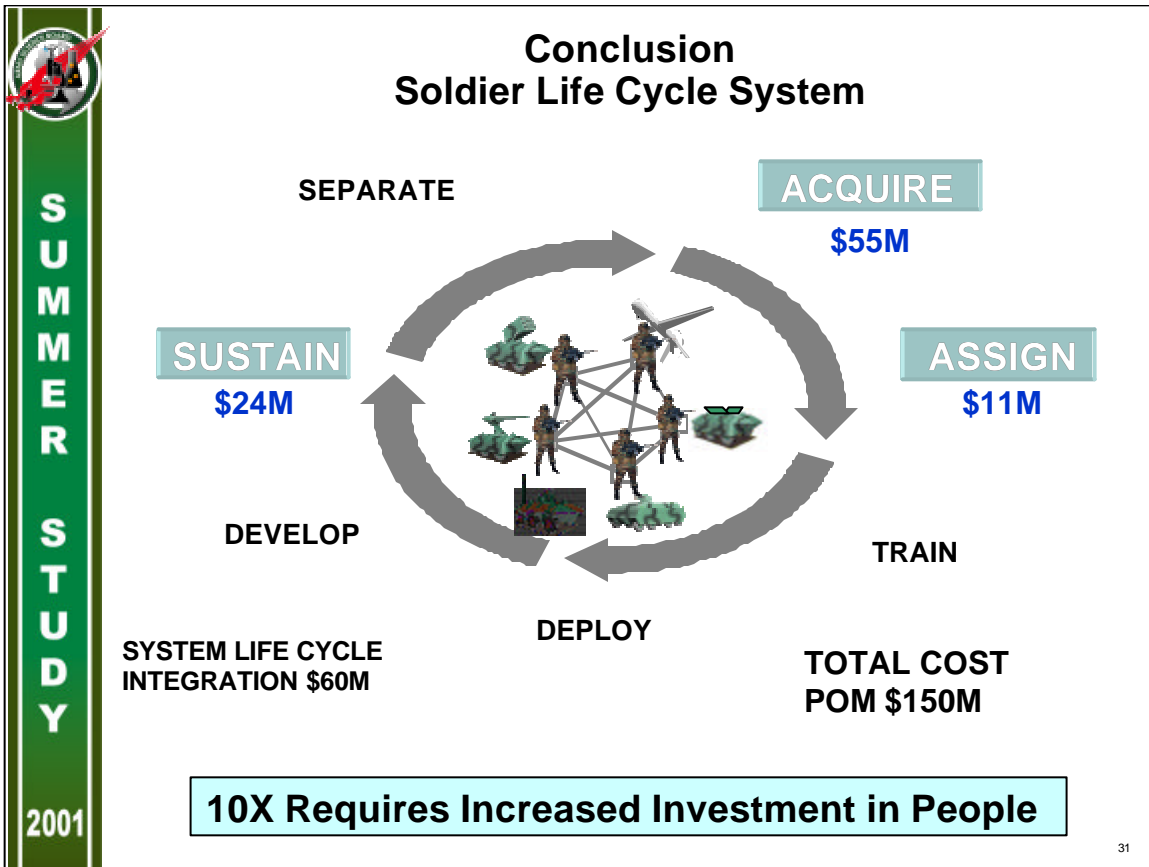 Conclusion
Soldier Life Cycle System
SUMMER STUDY
2001
SEPARATE
ACQUIRE
$55M
SUSTAIN
$24M
ASSIGN
$11M
DEVELOP
TRAIN
DEPLOY
SYSTEM LIFE CYCLE
INTEGRATION $60M
TOTAL COST
POM $150M
10X Requires Increased Investment in People
31